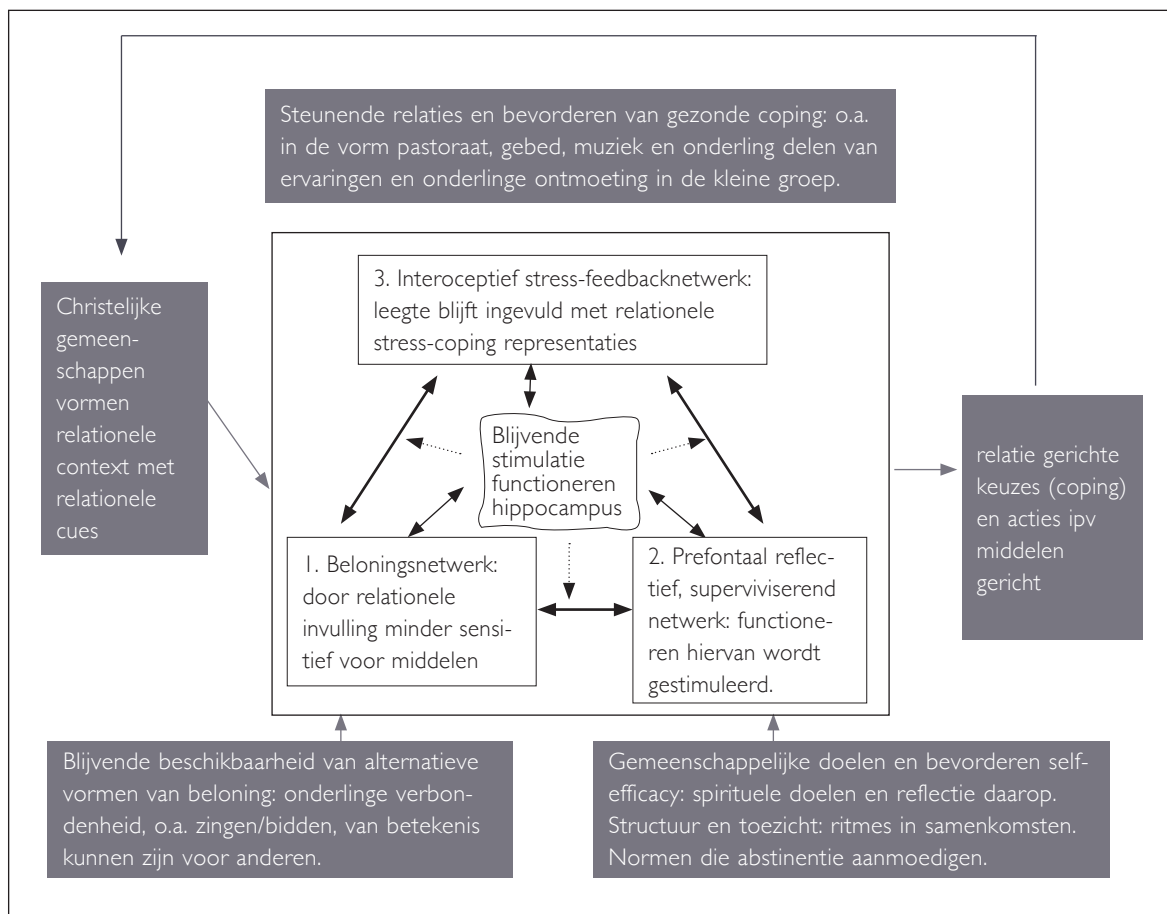 Steunende relaties en bevorderen van gezonde coping: o.a.
in de vorm pastoraat, gebed, muziek en onderling delen van
ervaringen en onderlinge ontmoeting in de kleine groep.
Christelijke
gemeen-
schappen
vormen
relationele
context met
relationele
cues
3. Interoceptief stress-feedbacknetwerk:
leegte blijft ingevuld met relationele
stress-coping representaties
Blijvende
stimulatie
functioneren
hippocampus
1. Beloningsnetwerk:
door relationele
invulling minder sensi-
tief voor middelen
2. Prefontaal reflec-
tief, superviviserend
netwerk: functione-
ren hiervan wordt
gestimuleerd.
relatie gerichte
keuzes (coping)
en acties ipv
middelen
gericht
Blijvende beschikbaarheid van alternatieve
vormen van beloning: onderlinge verbon-
denheid, o.a. zingen/bidden, van betekenis
kunnen zijn voor anderen.
Gemeenschappelijke doelen en bevorderen self-
efficacy: spirituele doelen en reflectie daarop.
Structuur en toezicht: ritmes in samenkomsten.
Normen die abstinentie aanmoedigen.